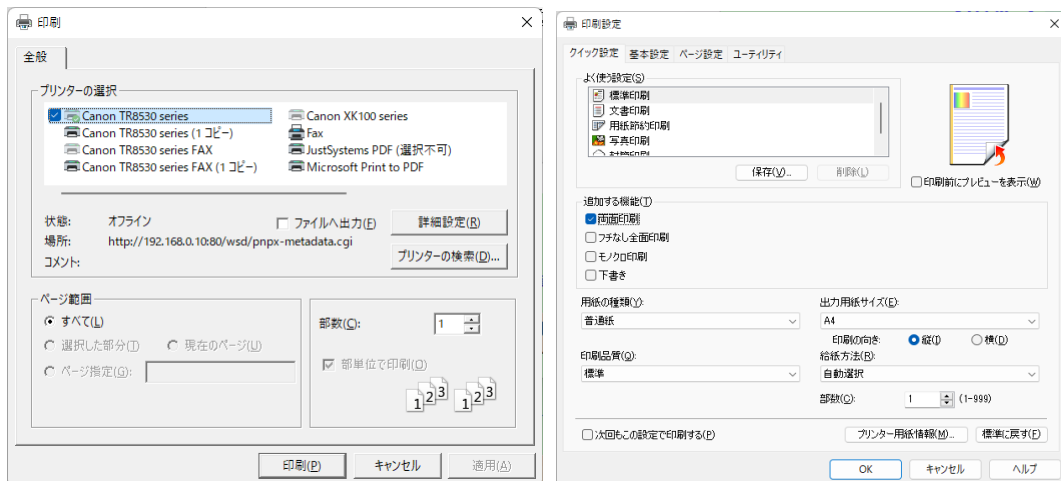 印刷
全般
プリンターの選択
Canon TR8530 series
Canon TR8530 series (1 コピー)
Canon TR8530 series FAX
Canon TR8530 series FAX (1 コピー)
Canon XK100 series
Fax
JustSystems PDF (選択不可)
Microsoft Print to PDF
状態: オフライン
場所: http://192.168.0.10:80/wsd/pnpx-metadata.cgi
コメント:
ファイルへ出力(F)
詳細設定(R)
プリンターの検索(D)...
ページ範囲
すべて(L)
選択した部分(T) 現在のページ(U)
ページ指定(G):
部数(C): 1
部単位で印刷(O)
1 2 3 1 2 3
印刷(P) キャンセル 適用(A)
印刷設定
クイック設定 基本設定 ページ設定 ユーティリティ
よく使う設定(S)
標準印刷
文書印刷
用紙節約印刷
写真印刷
封筒印刷
保存(V)... 削除(L)
印刷前にプレビューを表示(W)
追加する機能(T)
両面印刷
フチなし全面印刷
モノクロ印刷
下書き
用紙の種類(Y):
普通紙
出力用紙サイズ(E):
A4
印刷の向き: 縦(I) 横(D)
印刷品質(Q):
標準
給紙方法(R):
自動選択
部数(C): 1 (1-999)
次回もこの設定で印刷する(P)
プリンター用紙情報(M)... 標準に戻す(F)
OK キャンセル ヘルプ